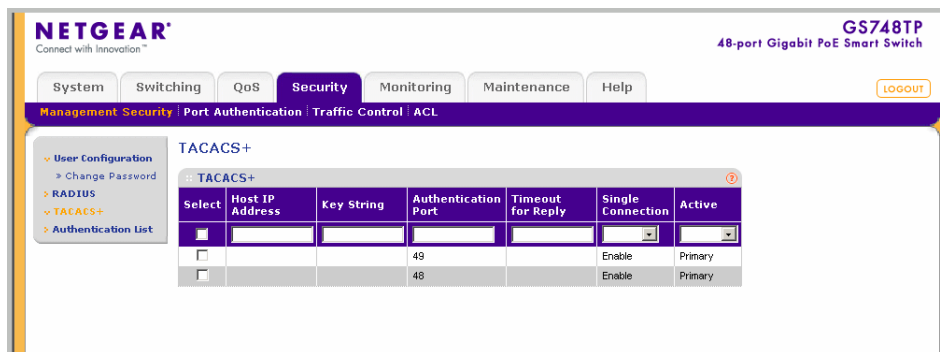 NETGEAR®
Connect with Innovation™
GS748TP
48-port Gigabit PoE Smart Switch
System Switching QoS Security Monitoring Maintenance Help LOGOUT
Management Security Port Authentication Traffic Control ACL
User Configuration
» Change Password
> RADIUS
TACACS+
> Authentication List
TACACS+
:: TACACS+ ?
Select Host IP Address Key String Authentication Port Timeout for Reply Single Connection Active
49 Enable Primary
48 Enable Primary